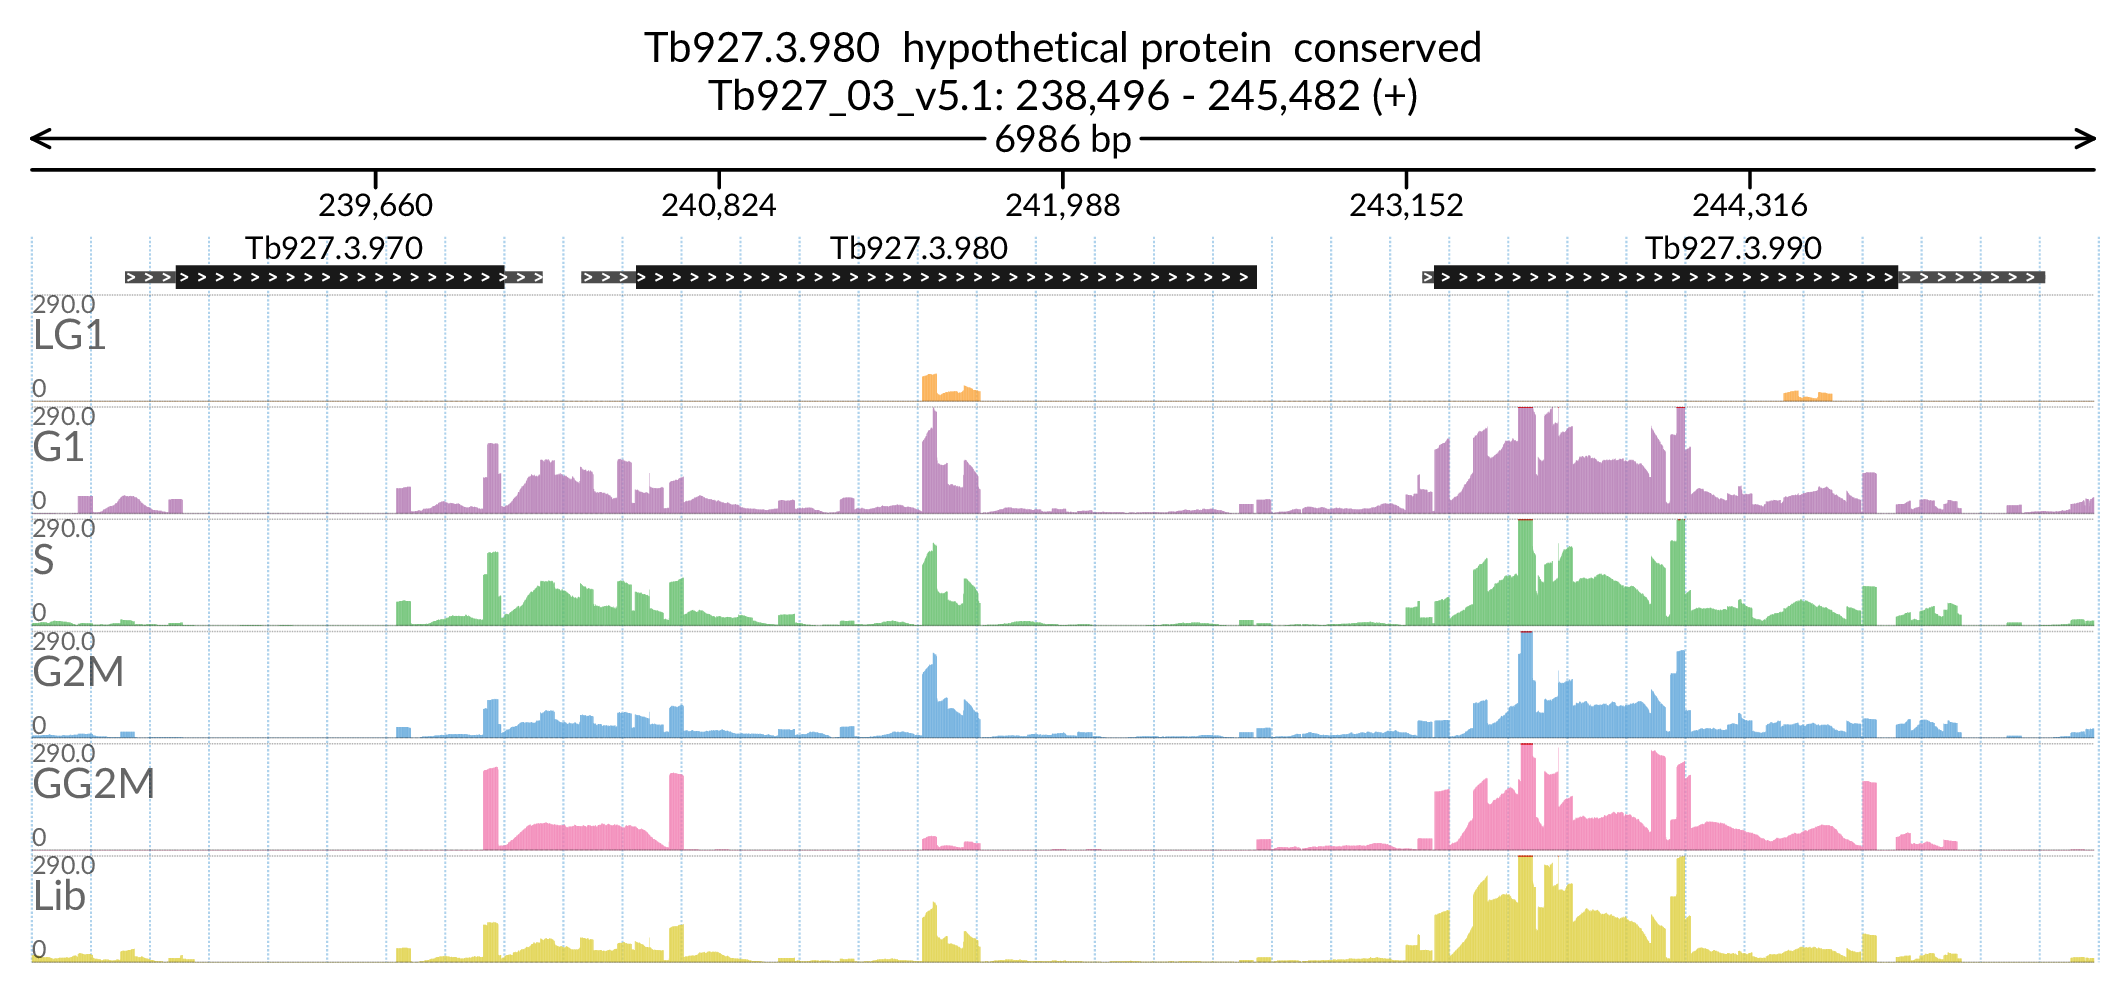 Tb927.3.980  hypothetical protein  conserved
Tb927_03_v5.1: 238,496 - 245,482 (+)
6986 bp
239,660 240,824 241,988 243,152 244,316
Tb927.3.970 Tb927.3.980 Tb927.3.990
290.0
LG1
0
290.0
G1
0
290.0
S
0
290.0
G2M
0
290.0
GG2M
0
290.0
Lib
0